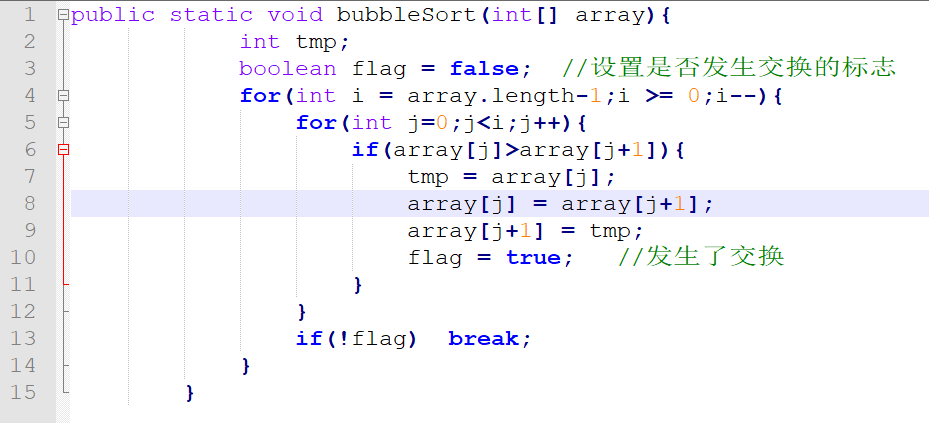 1 public static void bubbleSort(int[] array){
2 int tmp;
3 boolean flag = false;  //设置是否发生交换的标志
4 for(int i = array.length-1;i >= 0;i--){
5 for(int j=0;j<i;j++){
6 if(array[j]>array[j+1]){
7 tmp = array[j];
8 array[j] = array[j+1];
9 array[j+1] = tmp;
10 flag = true;   //发生了交换
11 }
12 }
13 if(!flag)  break;
14 }
15 }